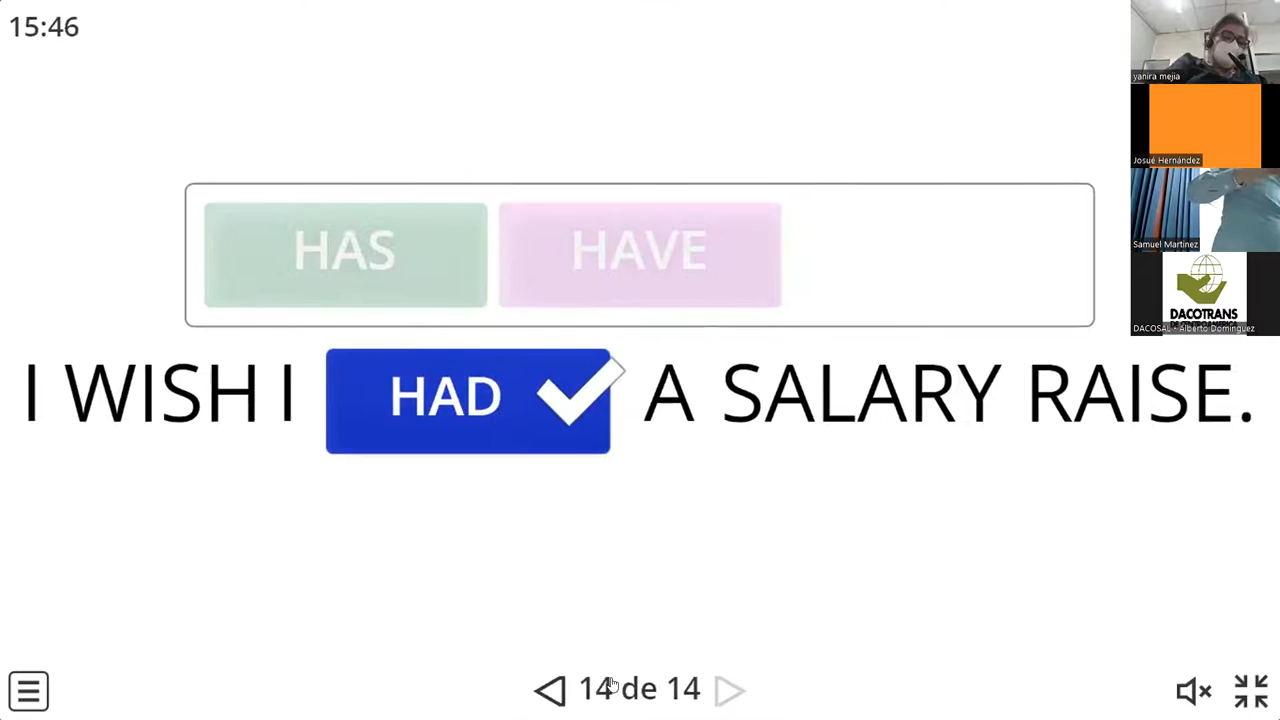 15:46
yanira mejia
Josué Hernández
Samuel Martinez
DACOTRANS
DACOSAL - Alberto Dominguez
HAS HAVE
I WISH I HAD A SALARY RAISE.
14 de 14